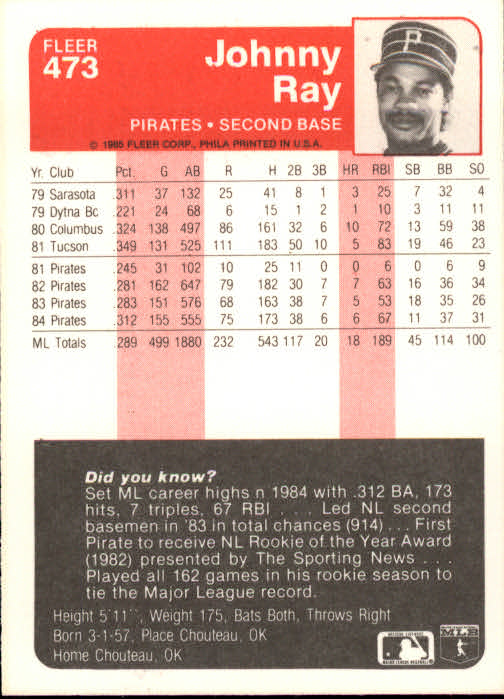 FLEER
473
Johnny
Ray
P
PIRATES • SECOND BASE
© 1985 FLEER CORP., PHILA PRINTED IN U.S.A.
Yr. Club Pct. G AB R H 2B 3B HR RBI SB BB SO
79 Sarasota .311 37 132 25 41 8 1 3 25 7 32 4
79 Dytna Bc .221 24 68 6 15 1 2 1 10 3 11 11
80 Columbus .324 138 497 86 161 32 6 10 72 13 59 38
81 Tucson .349 131 525 111 183 50 10 5 83 19 46 23
81 Pirates .245 31 102 10 25 11 0 0 6 0 6 9
82 Pirates .281 162 647 79 182 30 7 7 63 16 36 34
83 Pirates .283 151 576 68 163 38 7 5 53 18 35 26
84 Pirates .312 155 555 75 173 38 6 6 67 11 37 31
ML Totals .289 499 1880 232 543 117 20 18 189 45 114 100
Did you know?
Set ML career highs n 1984 with .312 BA, 173
hits, 7 triples, 67 RBI . . . Led NL second
basemen in '83 in total chances (914) . . . First
Pirate to receive NL Rookie of the Year Award
(1982) presented by The Sporting News . . .
Played all 162 games in his rookie season to
tie the Major League record.
Height 5'11", Weight 175, Bats Both, Throws Right
Born 3-1-57, Place Chouteau, OK
Home Chouteau, OK